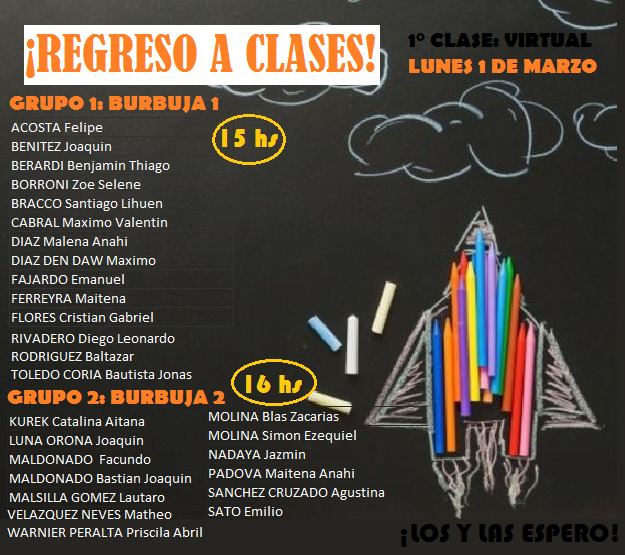 ¡REGRESO A CLASES!
1° CLASE: VIRTUAL
LUNES 1 DE MARZO
GRUPO 1: BURBUJA 1
15 hs
ACOSTA Felipe
BENITEZ Joaquin
BERARDI Benjamin Thiago
BORRONI Zoe Selene
BRACCO Santiago Lihuen
CABRAL Maximo Valentin
DIAZ Malena Anahi
DIAZ DEN DAW Maximo
FAJARDO Emanuel
FERREYRA Maitena
FLORES Cristian Gabriel
RIVADERO Diego Leonardo
RODRIGUEZ Baltazar
TOLEDO CORIA Bautista Jonas
GRUPO 2: BURBUJA 2
16 hs
KUREK Catalina Aitana
LUNA ORONA Joaquin
MALDONADO  Facundo
MALDONADO Bastian Joaquin
MALSILLA GOMEZ Lautaro
VELAZQUEZ NEVES Matheo
WARNIER PERALTA Priscila Abril
MOLINA Blas Zacarias
MOLINA Simon Ezequiel
NADAYA Jazmin
PADOVA Maitena Anahi
SANCHEZ CRUZADO Agustina
SATO Emilio
¡LOS Y LAS ESPERO!